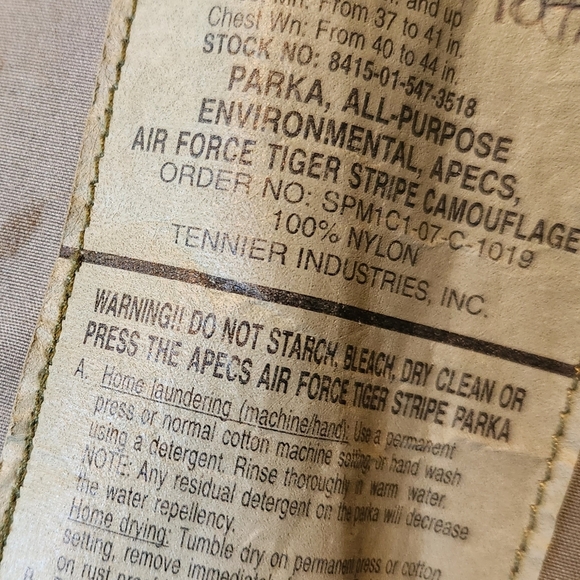 and up
Wn: From 37 to 41 in.
Chest Wn: From 40 to 44 in.
STOCK NO: 8415-01-547-3518
PARKA, ALL-PURPOSE
ENVIRONMENTAL, APECS,
AIR FORCE TIGER STRIPE CAMOUFLAGE
ORDER NO: SPM1C1-07-C-1019
100% NYLON
TENNIER INDUSTRIES, INC.
WARNING!! DO NOT STARCH, BLEACH, DRY CLEAN OR
PRESS THE APECS AIR FORCE TIGER STRIPE PARKA
A. Home laundering (machine/hand): Use a permanent
press or normal cotton machine setting or hand wash
using a detergent. Rinse thoroughly in warm water.
NOTE: Any residual detergent on the parka will decrease
the water repellency.
Home drying: Tumble dry on permanent press or cotton
setting, remove immediately
on rust